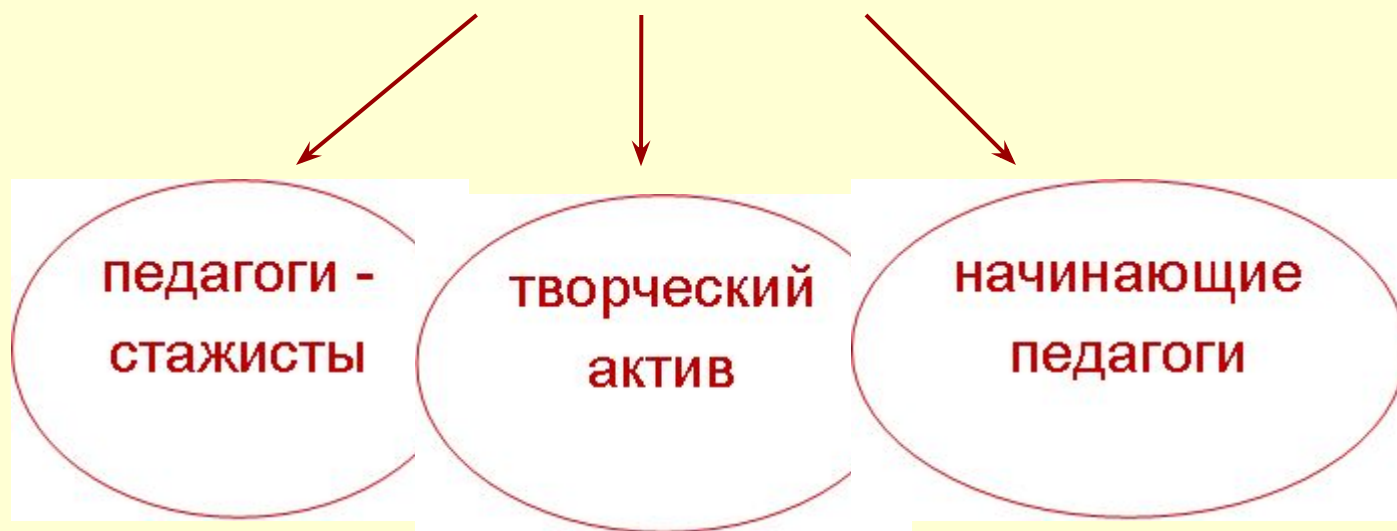 педагоги -
стажисты
творческий
актив
начинающие
педагоги